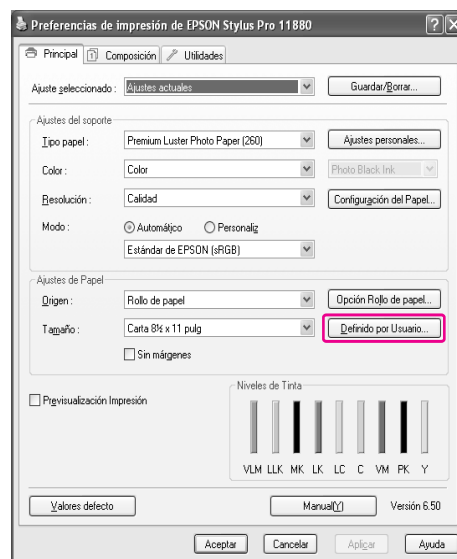 Preferencias de impresión de EPSON Stylus Pro 11880
Principal Composición Utilidades
Ajuste seleccionado : Ajustes actuales Guardar/Borrar...
Ajustes del soporte
Tipo papel : Premium Luster Photo Paper (260) Ajustes personales...
Color : Color Photo Black Ink
Resolución : Calidad Configuración del Papel...
Modo : Automático Personaliz
Estándar de EPSON (sRGB)
Ajustes de Papel
Origen : Rollo de papel Opción Rollo de papel...
Tamaño : Carta 8½ x 11 pulg Definido por Usuario...
Sin márgenes
Previsualización Impresión
Niveles de Tinta
VLM LLK MK LK LC C VM PK Y
Valores defecto Manual(Y) Versión 6.50
Aceptar Cancelar Aplicar Ayuda